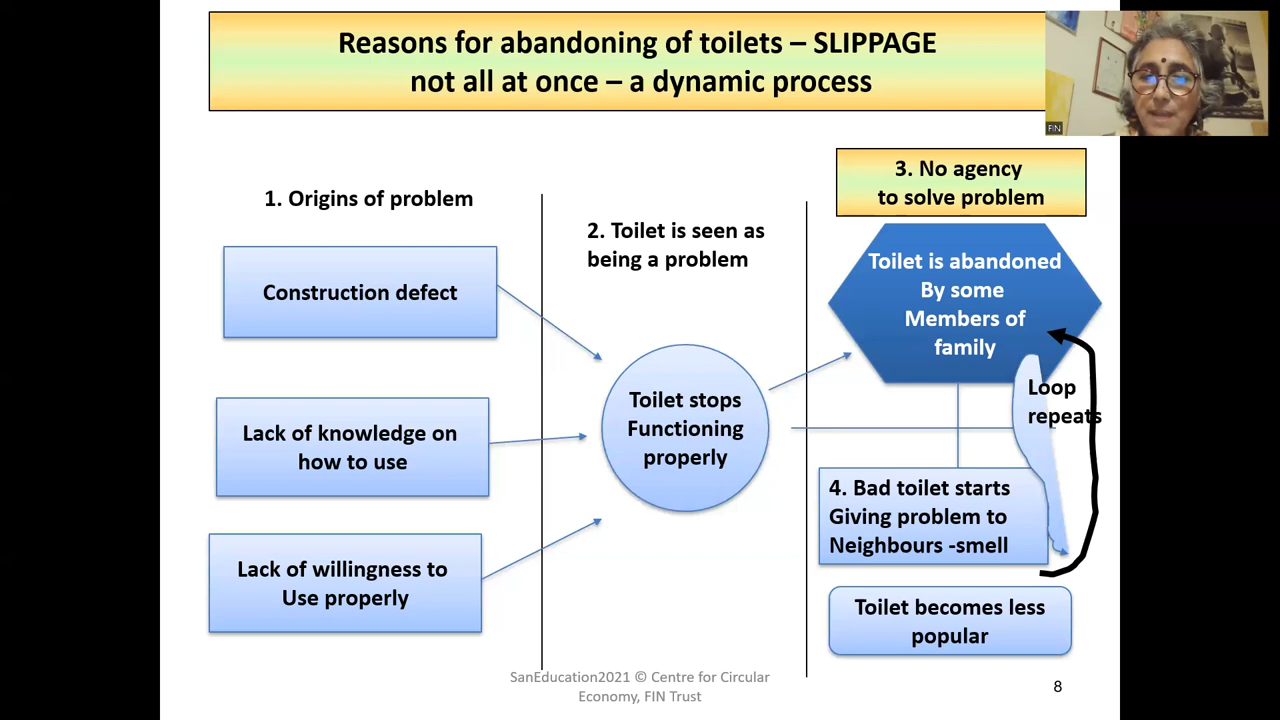 Reasons for abandoning of toilets – SLIPPAGE
not all at once – a dynamic process
FIN
1. Origins of problem
Construction defect
Lack of knowledge on
how to use
Lack of willingness to
Use properly
2. Toilet is seen as
being a problem
Toilet stops
Functioning
properly
3. No agency
to solve problem
Toilet is abandoned
By some
Members of
family
Loop
repeats
4. Bad toilet starts
Giving problem to
Neighbours -smell
Toilet becomes less
popular
SanEducation2021 © Centre for Circular
Economy, FIN Trust
8